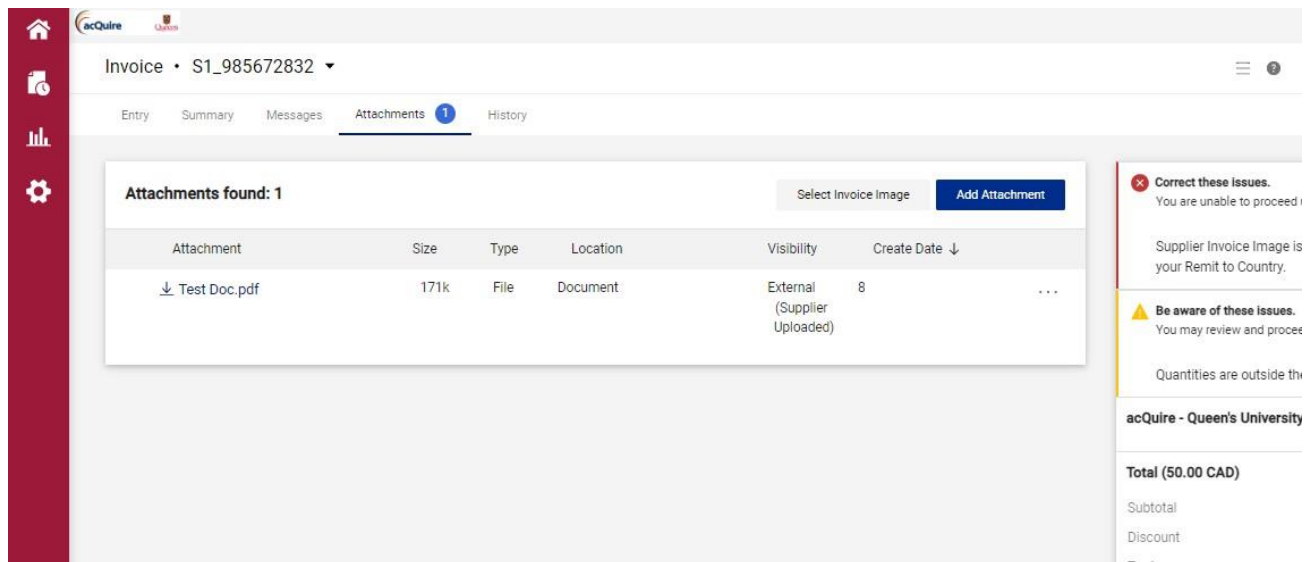 acQuire Queen's
Invoice • S1_985672832
Entry Summary Messages Attachments 1 History
Attachments found: 1
Select Invoice Image Add Attachment
Attachment Size Type Location Visibility Create Date ↓
Test Doc.pdf 171k File Document External 8 ...
(Supplier
Uploaded)
Correct these issues.
You are unable to proceed
Supplier Invoice Image is
your Remit to Country.
Be aware of these issues.
You may review and procee
Quantities are outside the
acQuire - Queen's University
Total (50.00 CAD)
Subtotal
Discount